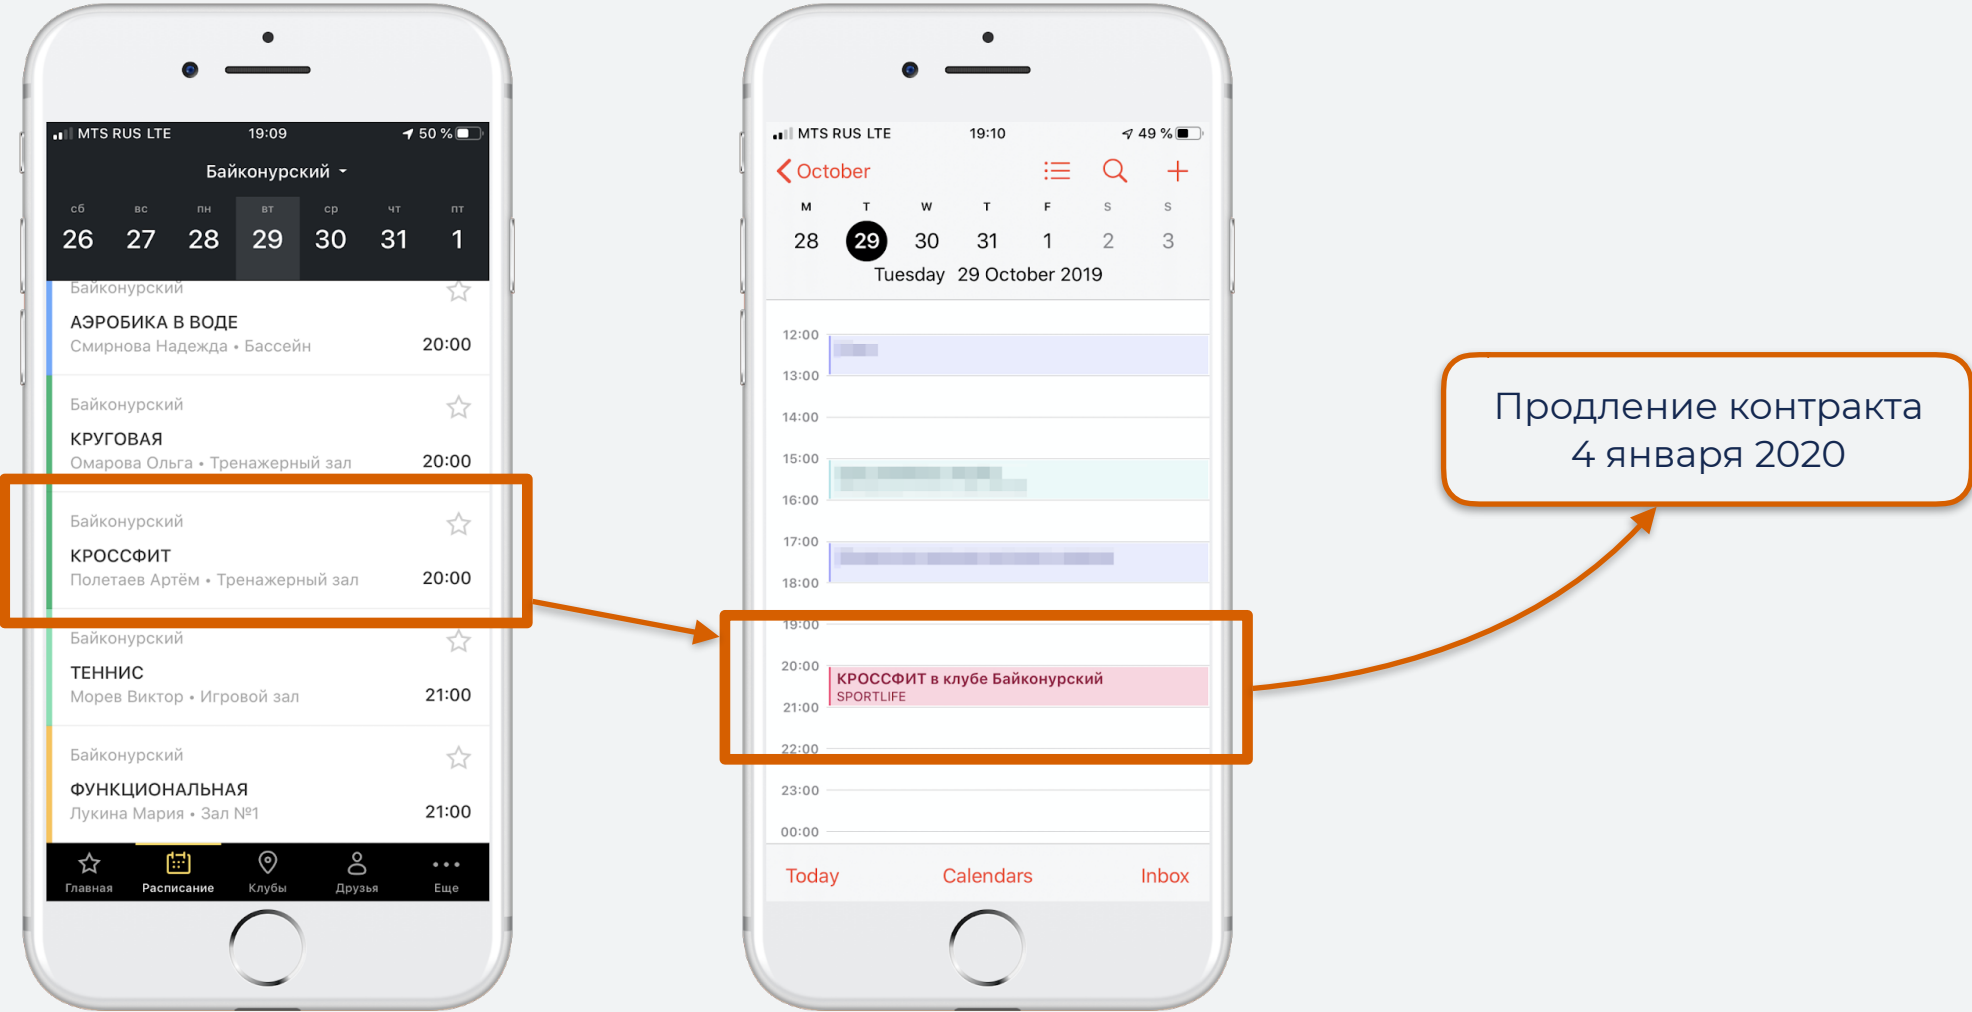 MTS RUS LTE 19:09 50 %
Байконурский
сб вс пн вт ср чт пт
26 27 28 29 30 31 1
Байконурский
АЭРОБИКА В ВОДЕ
Смирнова Надежда • Бассейн 20:00
Байконурский
КРУГОВАЯ
Омарова Ольга • Тренажерный зал 20:00
Байконурский
КРОССФИТ
Полетаев Артём • Тренажерный зал 20:00
Байконурский
ТЕННИС
Морев Виктор • Игровой зал 21:00
Байконурский
ФУНКЦИОНАЛЬНАЯ
Лукина Мария • Зал №1 21:00
Главная Расписание Клубы Друзья Еще
MTS RUS LTE 19:10 49 %
October
M T W T F S S
28 29 30 31 1 2 3
Tuesday 29 October 2019
12:00
13:00
14:00
15:00
16:00
17:00
18:00
19:00
20:00
КРОССФИТ в клубе Байконурский
SPORTLIFE
21:00
22:00
23:00
00:00
Today Calendars Inbox
Продление контракта
4 января 2020